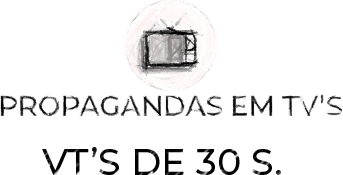 PROPAGANDAS EM TV'S
VT'S DE 30 S.